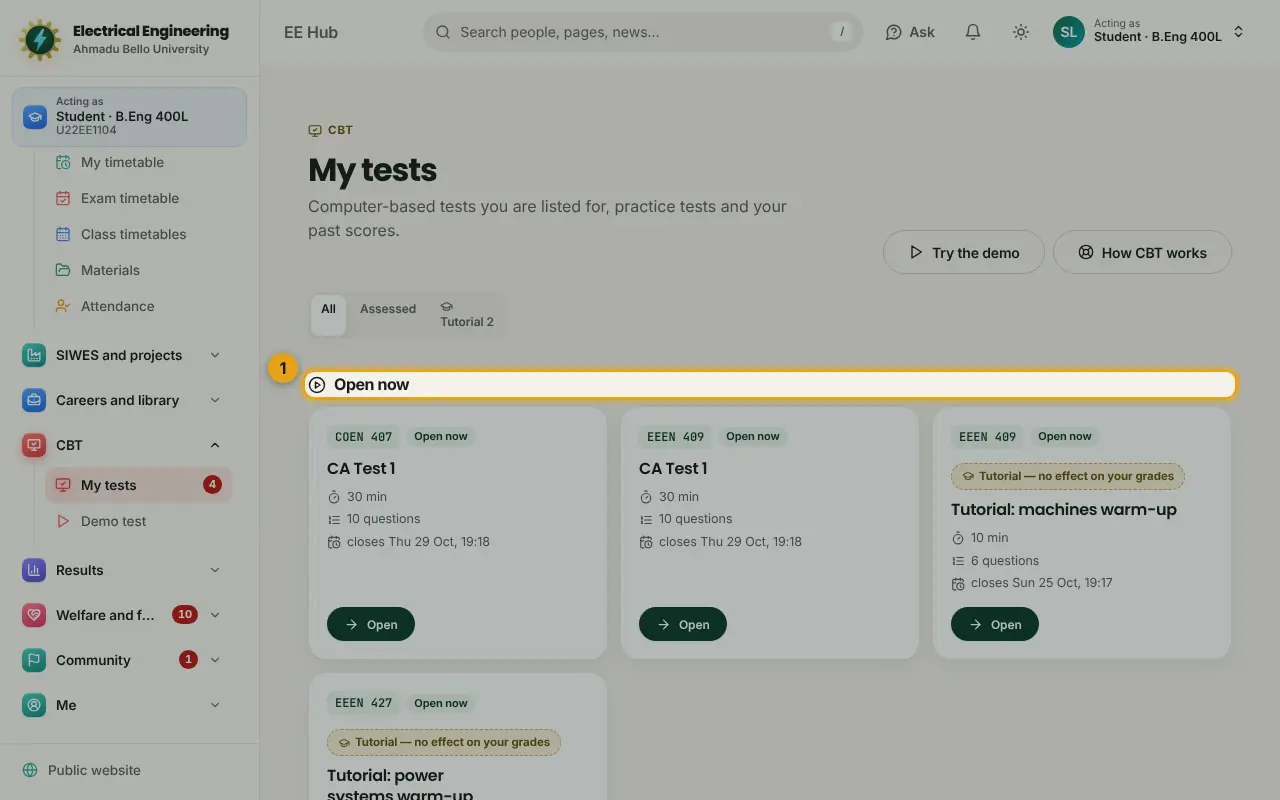 Electrical Engineering
Ahmadu Bello University
EE Hub
Search people, pages, news...
/
Ask
SL
Acting as
Student · B.Eng 400L
Acting as
Student · B.Eng 400L
U22EE1104
My timetable
Exam timetable
Class timetables
Materials
Attendance
SIWES and projects
Careers and library
CBT
My tests
4
Demo test
Results
Welfare and f...
10
Community
1
Me
Public website
CBT
My tests
Computer-based tests you are listed for, practice tests and your
past scores.
Try the demo
How CBT works
All
Assessed
Tutorial 2
1
Open now
COEN 407
Open now
CA Test 1
30 min
10 questions
closes Thu 29 Oct, 19:18
Open
EEEN 409
Open now
CA Test 1
30 min
10 questions
closes Thu 29 Oct, 19:18
Open
EEEN 409
Open now
Tutorial — no effect on your grades
Tutorial: machines warm-up
10 min
6 questions
closes Sun 25 Oct, 19:17
Open
EEEN 427
Open now
Tutorial — no effect on your grades
Tutorial: power
systems warm-up